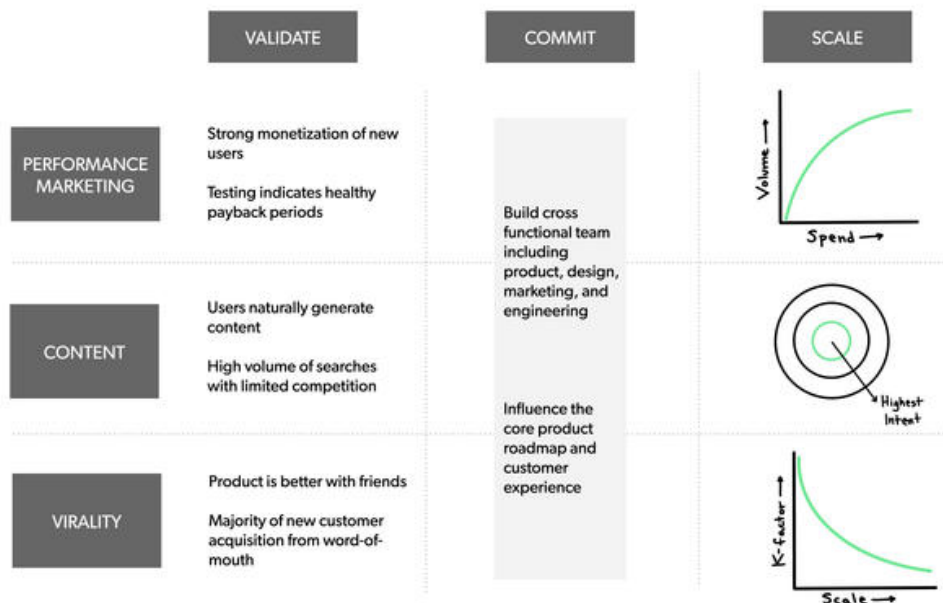 VALIDATE
COMMIT
SCALE
PERFORMANCE
MARKETING
Strong monetization of new
users
Testing indicates healthy
payback periods
Build cross
functional team
including
product, design,
marketing, and
engineering
Volume
Spend
CONTENT
Users naturally generate
content
High volume of searches
with limited competition
Highest
Intent
Influence the
core product
roadmap and
customer
experience
VIRALITY
Product is better with friends
Majority of new customer
acquisition from word-of-
mouth
K-factor
Scale